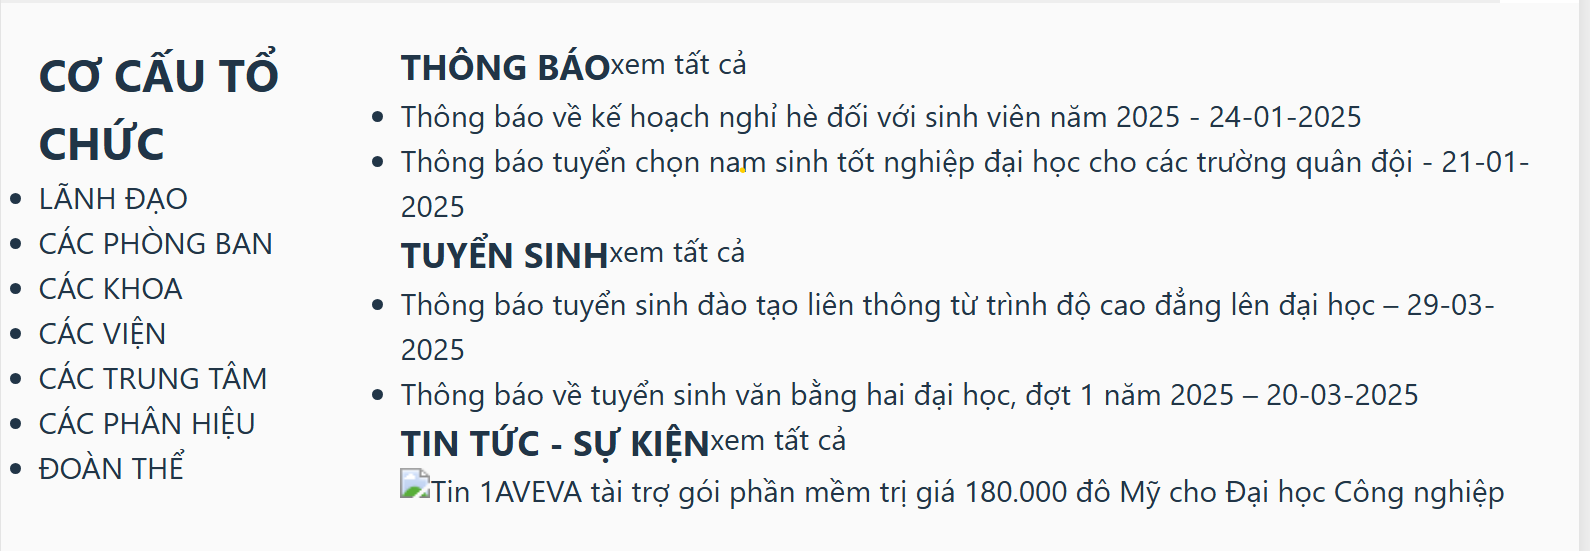 CƠ CẤU TỔ
CHỨC
LÃNH ĐẠO
CÁC PHÒNG BAN
CÁC KHOA
CÁC VIỆN
CÁC TRUNG TÂM
CÁC PHÂN HIỆU
ĐOÀN THỂ
THÔNG BÁOxem tất cả
Thông báo về kế hoạch nghỉ hè đối với sinh viên năm 2025 - 24-01-2025
Thông báo tuyển chọn nam sinh tốt nghiệp đại học cho các trường quân đội - 21-01-
2025
TUYỂN SINHxem tất cả
Thông báo tuyển sinh đào tạo liên thông từ trình độ cao đẳng lên đại học – 29-03-
2025
Thông báo về tuyển sinh văn bằng hai đại học, đợt 1 năm 2025 – 20-03-2025
TIN TỨC - SỰ KIỆNxem tất cả
Tin 1AVEVA tài trợ gói phần mềm trị giá 180.000 đô Mỹ cho Đại học Công nghiệp